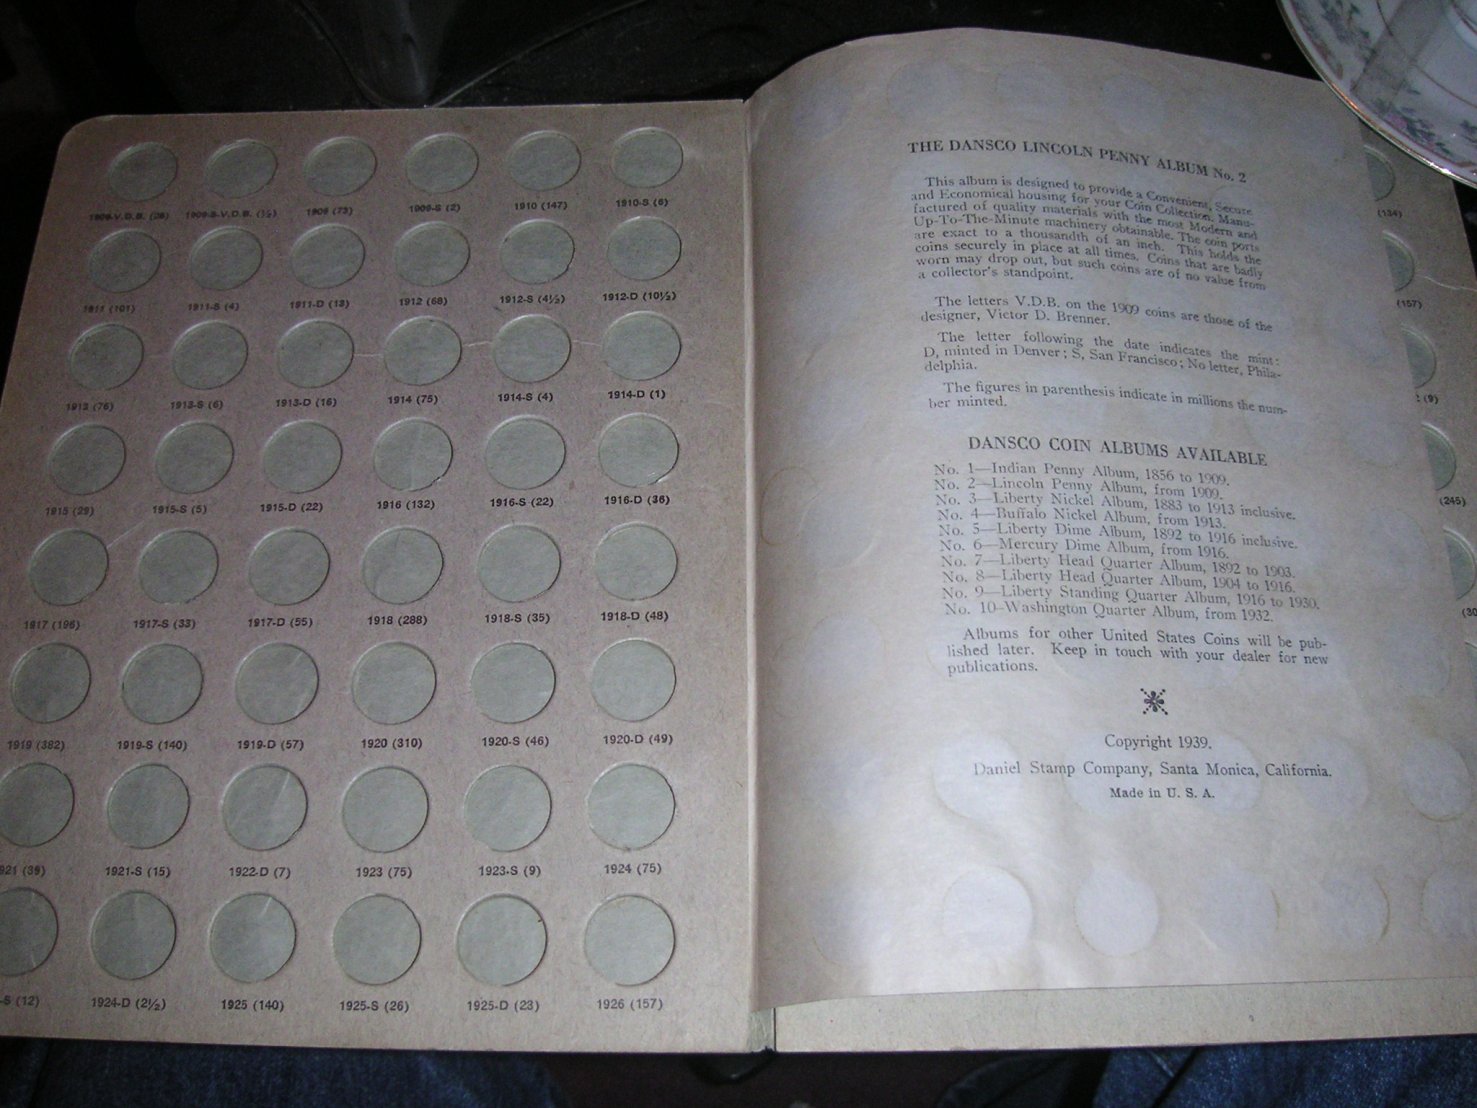 1909-V.D.B. (28) 1909-S-V.D.B. (½) 1909 (73) 1909-S (2) 1910 (147) 1910-S (6)
1911 (101) 1911-S (4) 1911-D (13) 1912 (68) 1912-S (4½) 1912-D (10½)
1913 (76) 1913-S (6) 1913-D (16) 1914 (75) 1914-S (4) 1914-D (1)
1915 (29) 1915-S (5) 1915-D (22) 1916 (132) 1916-S (22) 1916-D (36)
1917 (196) 1917-S (33) 1917-D (55) 1918 (288) 1918-S (35) 1918-D (48)
1919 (382) 1919-S (140) 1919-D (57) 1920 (310) 1920-S (46) 1920-D (49)
921 (39) 1921-S (15) 1922-D (7) 1923 (75) 1923-S (9) 1924 (75)
-S (12) 1924-D (2½) 1925 (140) 1925-S (26) 1925-D (23) 1926 (157)
THE DANSCO LINCOLN PENNY ALBUM No. 2
This album is designed to provide a Convenient, Secure
and Economical housing for your Coin Collection. Manu-
factured of quality materials with the most Modern and
Up-To-The-Minute machinery obtainable. The coin ports
are exact to a thousandth of an inch. This holds the
coins securely in place at all times. Coins that are badly
worn may drop out, but such coins are of no value from
a collector's standpoint.
The letters V.D.B. on the 1909 coins are those of the
designer, Victor D. Brenner.
The letter following the date indicates the mint:
D, minted in Denver; S, San Francisco; No letter, Phila-
delphia.
The figures in parenthesis indicate in millions the num-
ber minted.
DANSCO COIN ALBUMS AVAILABLE
No. 1—Indian Penny Album, 1856 to 1909.
No. 2—Lincoln Penny Album, from 1909.
No. 3—Liberty Nickel Album, 1883 to 1913 inclusive.
No. 4—Buffalo Nickel Album, from 1913.
No. 5—Liberty Dime Album, 1892 to 1916 inclusive.
No. 6—Mercury Dime Album, from 1916.
No. 7—Liberty Head Quarter Album, 1892 to 1903.
No. 8—Liberty Head Quarter Album, 1904 to 1916.
No. 9—Liberty Standing Quarter Album, 1916 to 1930.
No. 10—Washington Quarter Album, from 1932.
Albums for other United States Coins will be pub-
lished later. Keep in touch with your dealer for new
publications.
Copyright 1939.
Daniel Stamp Company, Santa Monica, California.
Made in U. S. A.
(134)
(157)
(9)
(245)
(30